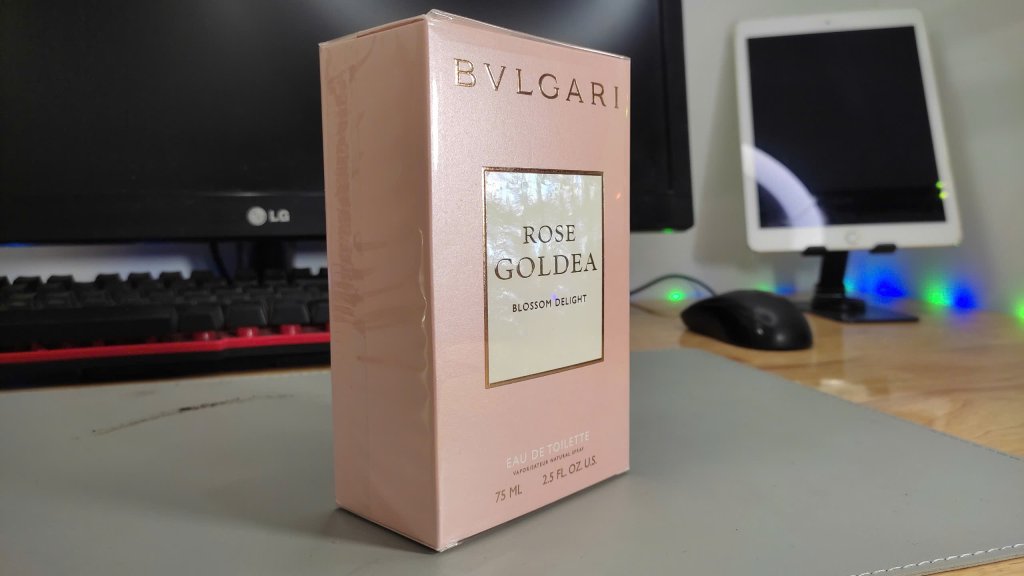 BVLGARI
ROSE
GOLDEA
BLOSSOM DELIGHT
EAU DE TOILETTE
VAPORISATEUR NATURAL SPRAY
75 ML 2.5 FL. OZ. U.S.
LG